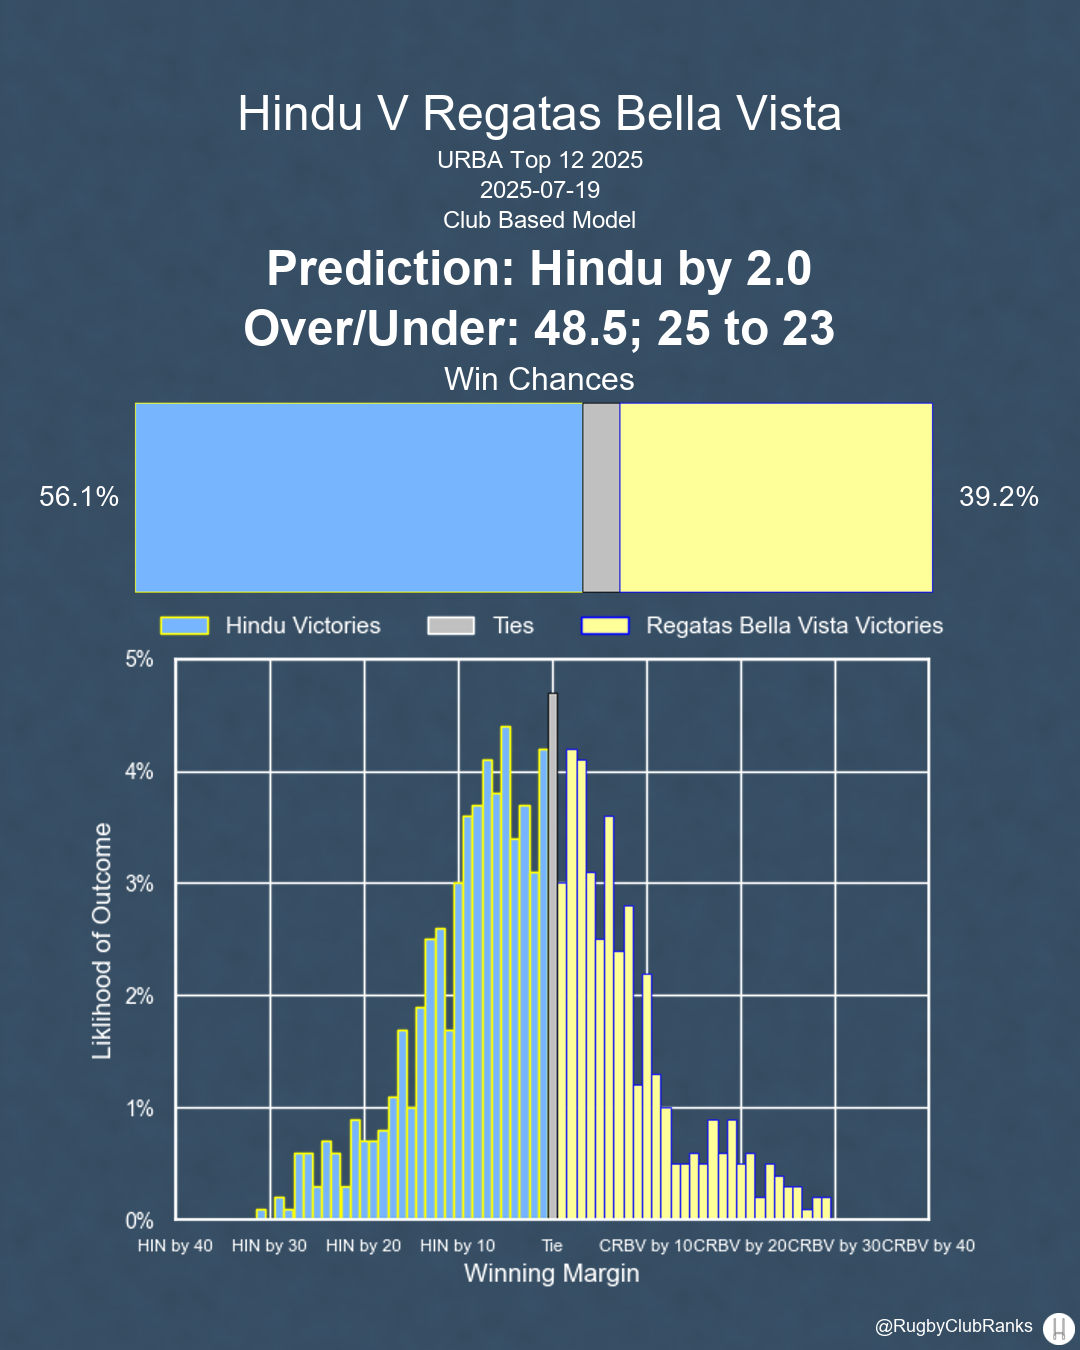 Hindu V Regatas Bella Vista
URBA Top 12 2025
2025-07-19
Club Based Model
Prediction: Hindu by 2.0
Over/Under: 48.5; 25 to 23
Win Chances
56.1%
39.2%
Hindu Victories
Ties
Regatas Bella Vista Victories
5%
4%
3%
2%
1%
0%
Liklihood of Outcome
HIN by 40
HIN by 30
HIN by 20
HIN by 10
Tie
CRBV by 10
CRBV by 20
CRBV by 30
CRBV by 40
Winning Margin
@RugbyClubRanks